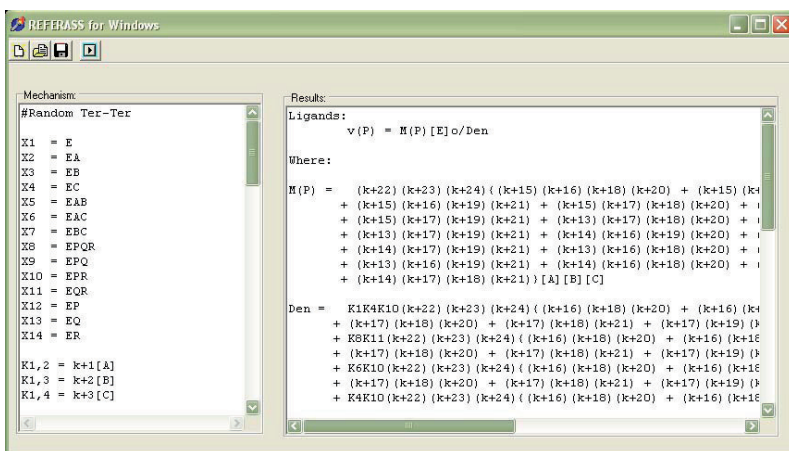 REFERASS for Windows
Mechanism:
#Random Ter-Ter
X1 = E
X2 = EA
X3 = EB
X4 = EC
X5 = EAB
X6 = EAC
X7 = EBC
X8 = EPQR
X9 = EPQ
X10 = EPR
X11 = EQR
X12 = EP
X13 = EQ
X14 = ER
K1,2 = k+1[A]
K1,3 = k+2[B]
K1,4 = k+3[C]
Results:
Ligands:
v(P) = M(P)[E]o/Den
Where:
M(P) = (k+22)(k+23)(k+24){(k+15)(k+16)(k+18)(k+20) + (k+15)(k+
+ (k+15)(k+16)(k+19)(k+21) + (k+15)(k+17)(k+18)(k+20) +
+ (k+15)(k+17)(k+19)(k+21) + (k+13)(k+17)(k+18)(k+20) +
+ (k+13)(k+17)(k+19)(k+21) + (k+14)(k+16)(k+19)(k+20) +
+ (k+14)(k+17)(k+19)(k+21) + (k+13)(k+16)(k+18)(k+20) +
+ (k+13)(k+16)(k+19)(k+21) + (k+14)(k+16)(k+18)(k+20) +
+ (k+14)(k+17)(k+18)(k+21)}[A][B][C]
Den = K1K4K10(k+22)(k+23)(k+24){(k+16)(k+18)(k+20) + (k+16)(k+
+ (k+17)(k+18)(k+20) + (k+17)(k+18)(k+21) + (k+17)(k+19)(k
+ K8K11(k+22)(k+23)(k+24){(k+16)(k+18)(k+20) + (k+16)(k+18
+ (k+17)(k+18)(k+20) + (k+17)(k+18)(k+21) + (k+17)(k+19)(k
+ K6K10(k+22)(k+23)(k+24){(k+16)(k+18)(k+20) + (k+16)(k+18
+ (k+17)(k+18)(k+20) + (k+17)(k+18)(k+21) + (k+17)(k+19)(k
+ K4K10(k+22)(k+23)(k+24){(k+16)(k+18)(k+20) + (k+16)(k+18